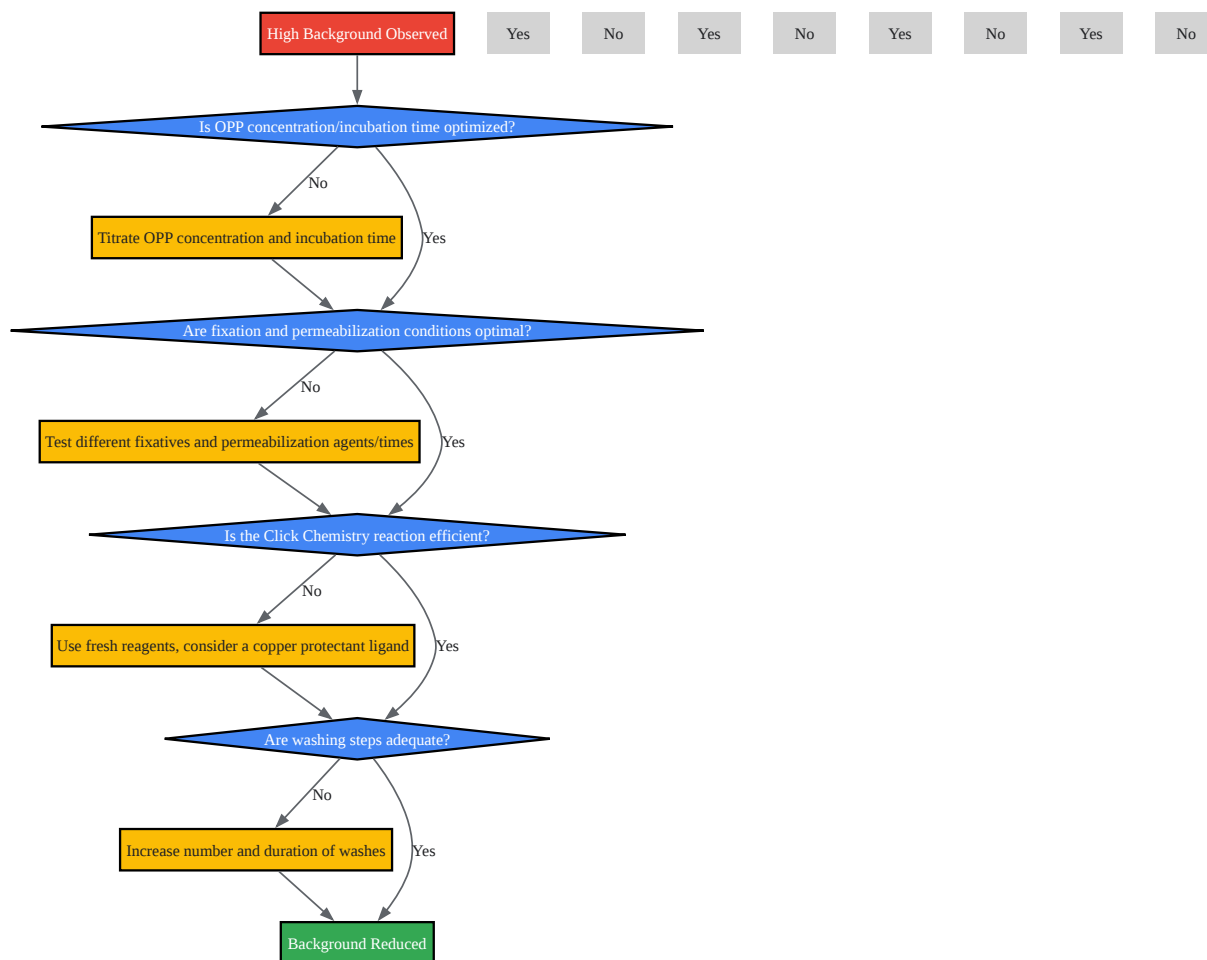 High Background Observed
Yes
No
Yes
No
Yes
No
Yes
No
Is OPP concentration/incubation time optimized?
No
Titrate OPP concentration and incubation time
Yes
Are fixation and permeabilization conditions optimal?
No
Test different fixatives and permeabilization agents/times
Yes
Is the Click Chemistry reaction efficient?
No
Use fresh reagents, consider a copper protectant ligand
Yes
Are washing steps adequate?
No
Increase number and duration of washes
Yes
Background Reduced